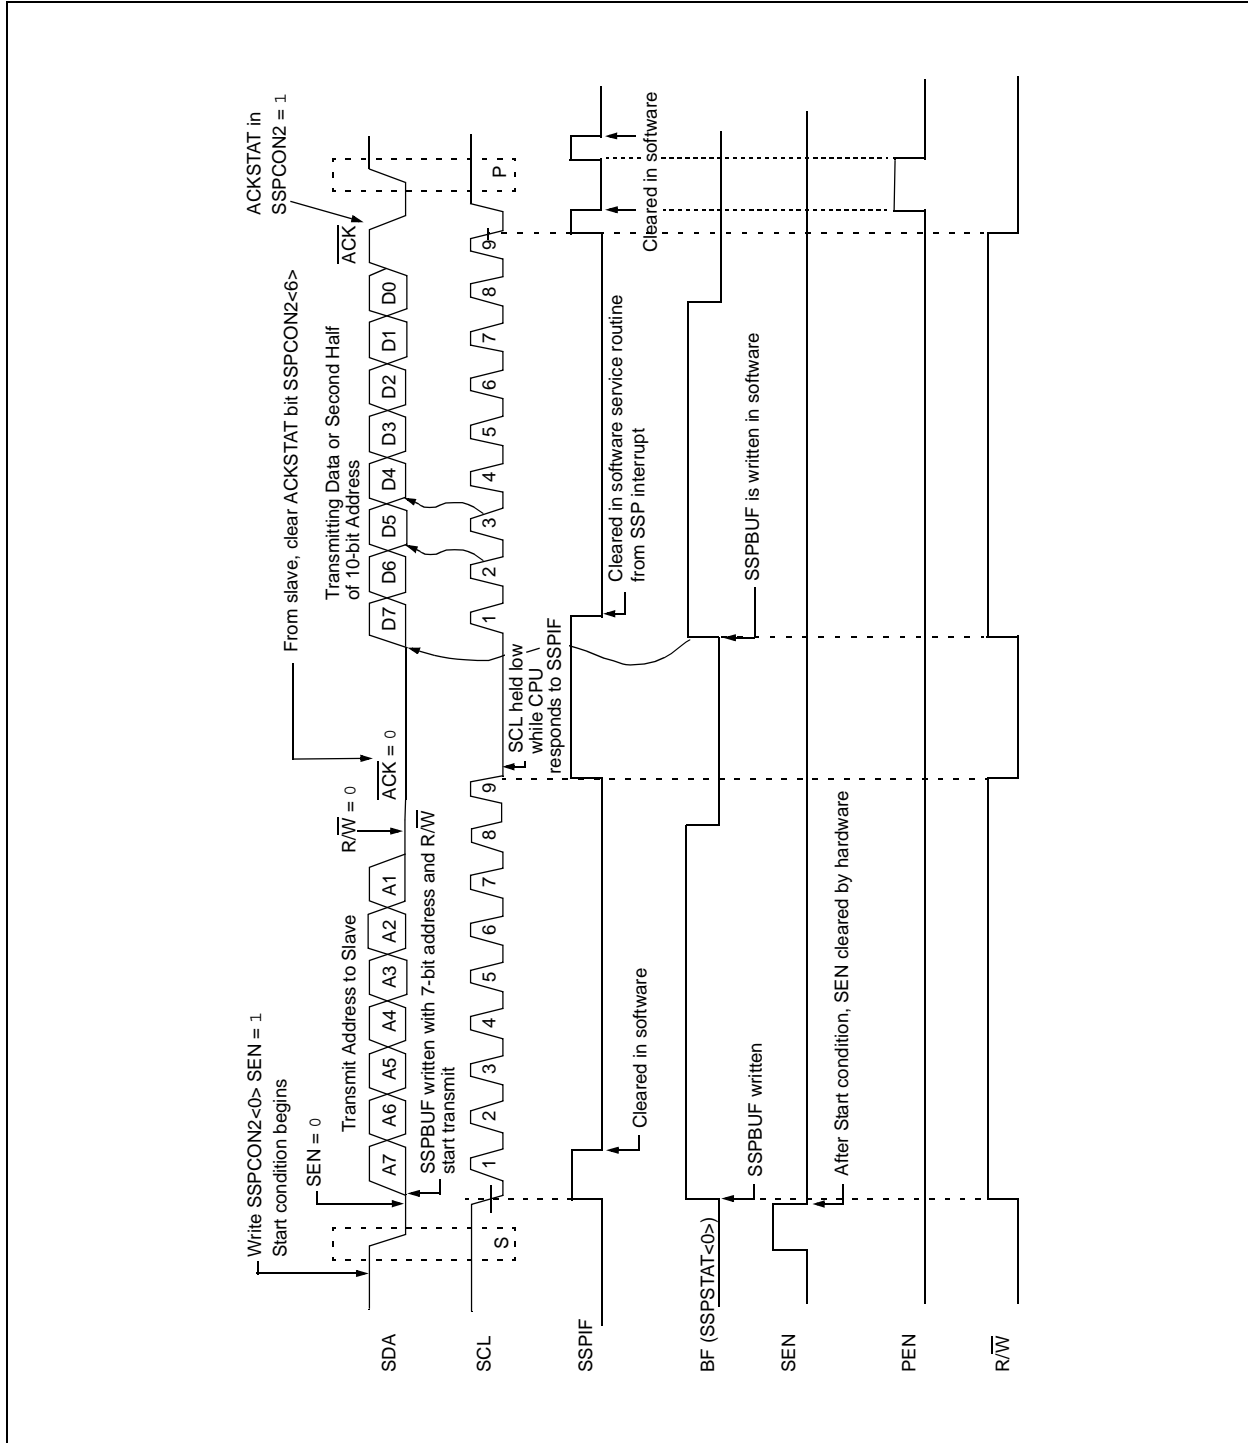 Write SSPCON2<0> SEN = 1
Start condition begins
SEN = 0
Transmit Address to Slave
R/W = 0
From slave, clear ACKSTAT bit SSPCON2<6>
ACK = 0
Transmitting Data or Second Half
of 10-bit Address
ACKSTAT in
SSPCON2 = 1
ACK
SDA
A7 A6 A5 A4 A3 A2 A1
D7 D6 D5 D4 D3 D2 D1 D0
SSPBUF written with 7-bit address and R/W
start transmit
SCL
S
1 2 3 4 5 6 7 8 9
1 2 3 4 5 6 7 8 9
P
SCL held low
while CPU
responds to SSPIF
SSPIF
Cleared in software
Cleared in software service routine
from SSP interrupt
Cleared in software
BF (SSPSTAT<0>)
SSPBUF written
SSPBUF is written in software
SEN
After Start condition, SEN cleared by hardware
PEN
R/W